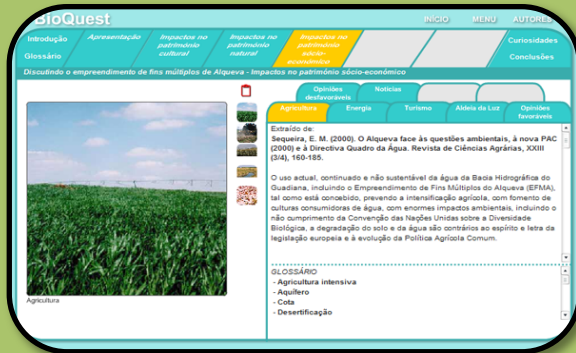 BioQuest
INÍCIO MENU AUTORES
Introdução
Glossário
Apresentação
Impactos no
património
cultural
Impactos no
património
natural
Impactos no
património
sócio-
económico
Curiosidades
Conclusões
Discutindo o empreendimento de fins múltiplos de Alqueva - Impactos no património sócio-económico
Opiniões
desfavoráveis
Notícias
Agricultura
Energia
Turismo
Aldeia da Luz
Opiniões
favoráveis
Extraído de:
Sequeira, E. M. (2000). O Alqueva face às questões ambientais, à nova PAC
(2000) e à Directiva Quadro da Água. Revista de Ciências Agrárias, XXIII
(3/4), 160-185.
O uso actual, continuado e não sustentável da água da Bacia Hidrográfica do
Guadiana, incluindo o Empreendimento de Fins Múltiplos do Alqueva (EFMA),
tal como está concebido, prevendo a intensificação agrícola, com fomento de
culturas consumidoras de água, com enormes impactos ambientais, incluindo o
não cumprimento da Convenção das Nações Unidas sobre a Diversidade
Biológica, a degradação do solo e da água são contrários ao espírito e letra da
legislação europeia e à evolução da Política Agrícola Comum.
GLOSSÁRIO
- Agricultura intensiva
- Aquífero
- Cota
- Desertificação
Agricultura